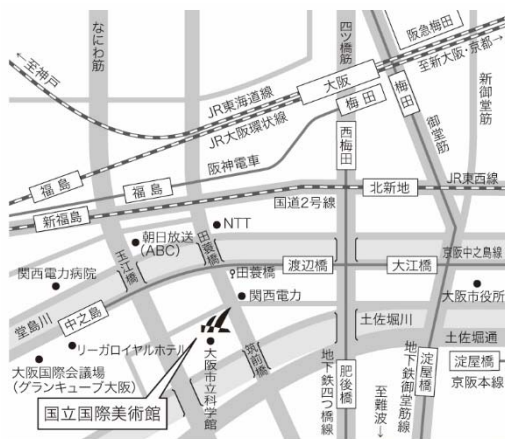 なにわ筋
四ツ橋筋
阪急梅田
←至神戸
至新大阪・京都→
大阪
梅田
梅田
新御堂筋
御堂筋
JR東海道線
JR大阪環状線
阪神電車
西梅田
福島
福島
新福島
北新地
JR東西線
国道2号線
NTT
朝日放送
(ABC)
田蓑橋
玉江橋
京阪中之島線
田蓑橋
渡辺橋
大江橋
関西電力病院
関西電力
大阪市役所
堂島川
中之島
土佐堀川
土佐堀通
リーガロイヤルホテル
大阪国際会議場
(グランキューブ大阪)
大阪市立科学館
筑前橋
地下鉄四つ橋線
肥後橋
至難波↓
地下鉄御堂筋線
淀屋橋
淀屋橋
京阪本線
国立国際美術館